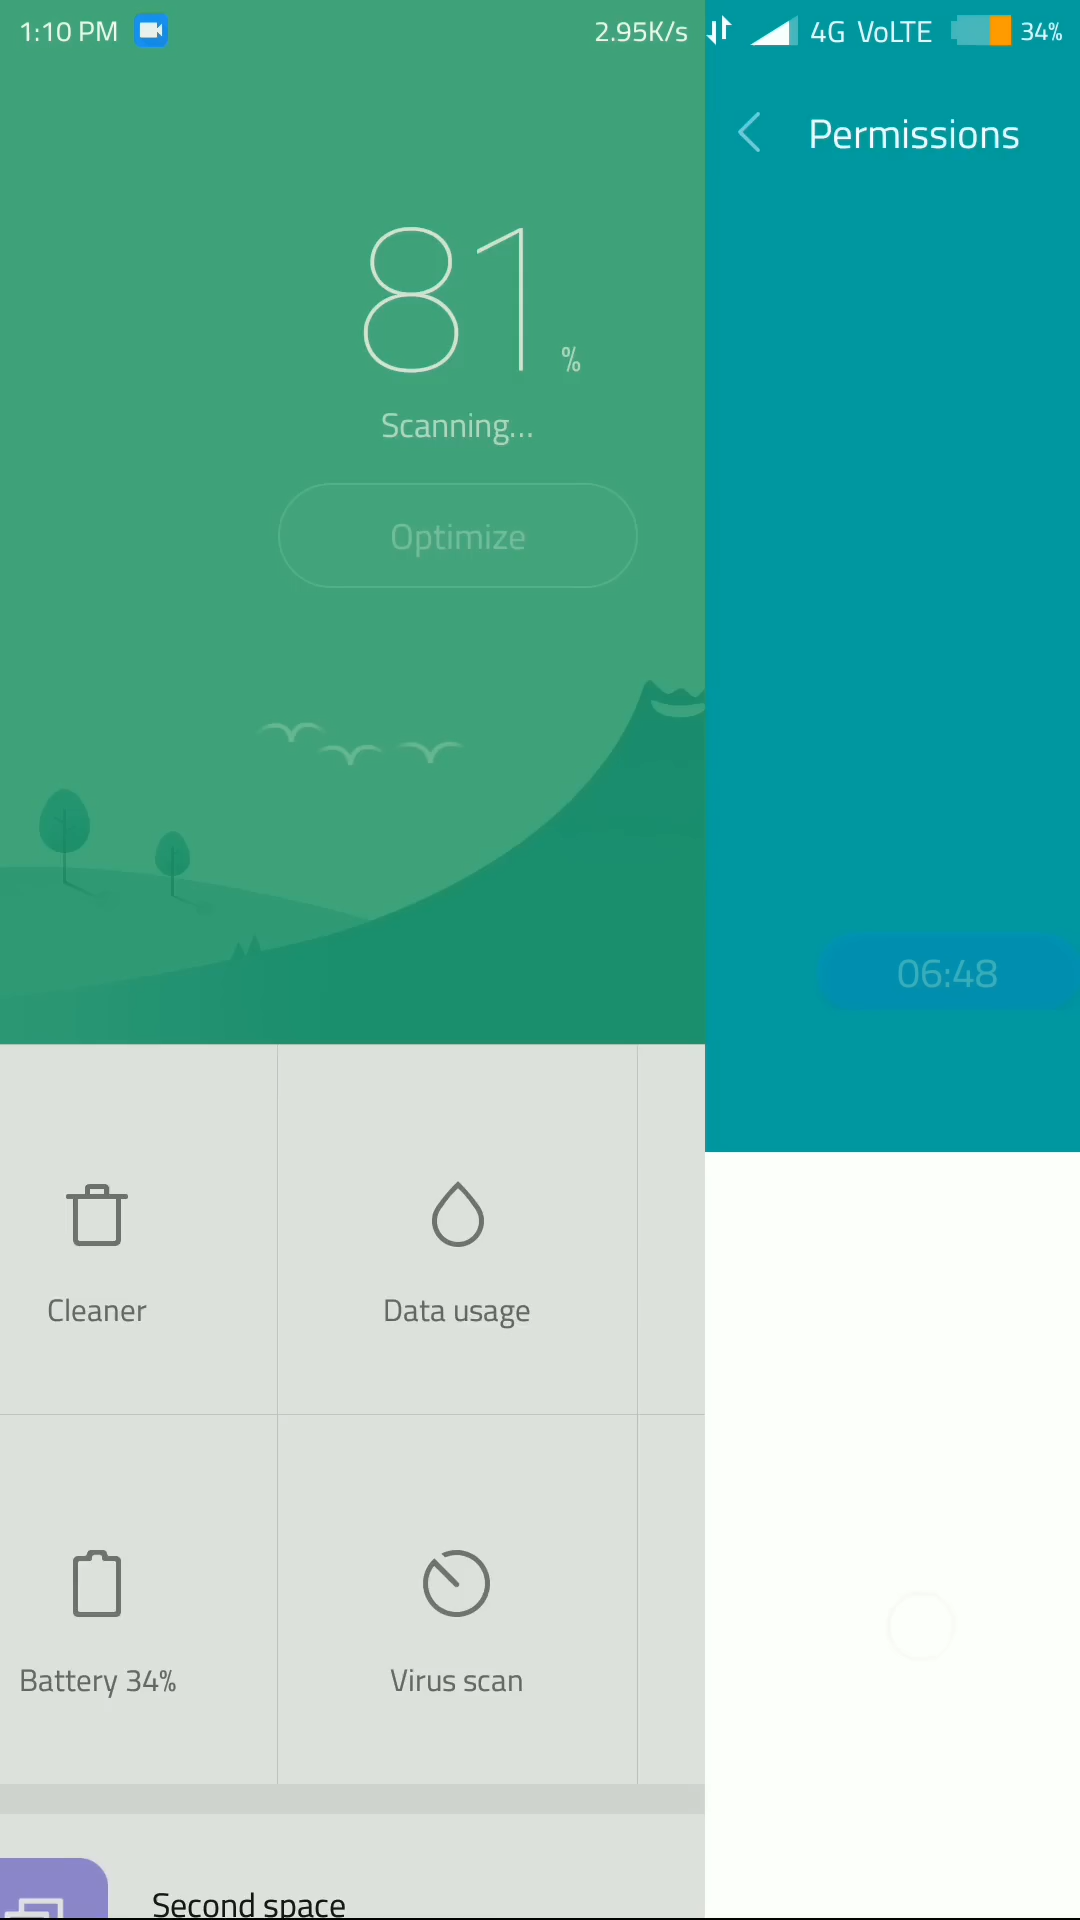 1:10 PM 2.95K/s 4G VoLTE 34%
Permissions
81 %
Scanning...
Optimize
06:48
Cleaner Data usage
Battery 34% Virus scan
Second space